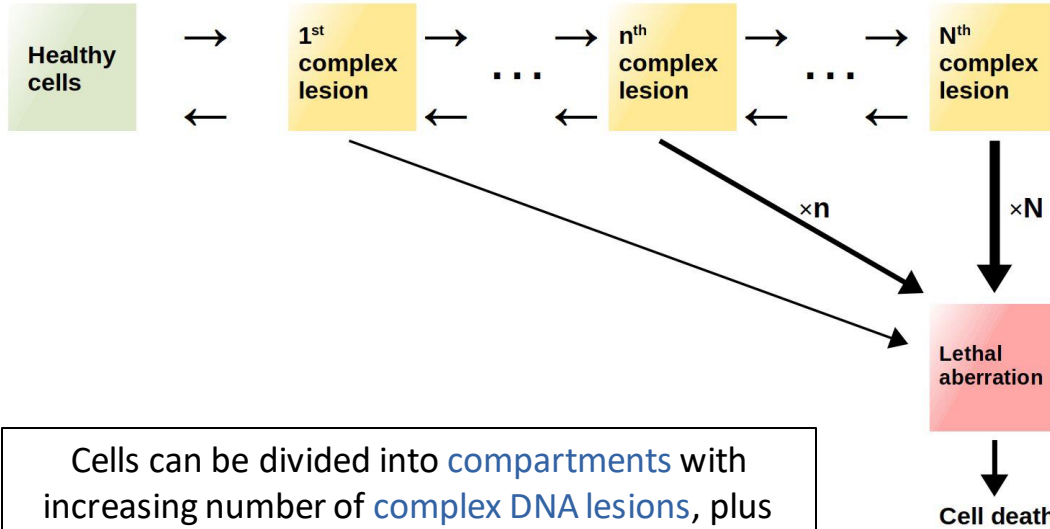 Healthy
cells
1st
complex
lesion
...
nth
complex
lesion
...
Nth
complex
lesion
×n
×N
Lethal
aberration
Cells can be divided into compartments with
increasing number of complex DNA lesions, plus
Cell death